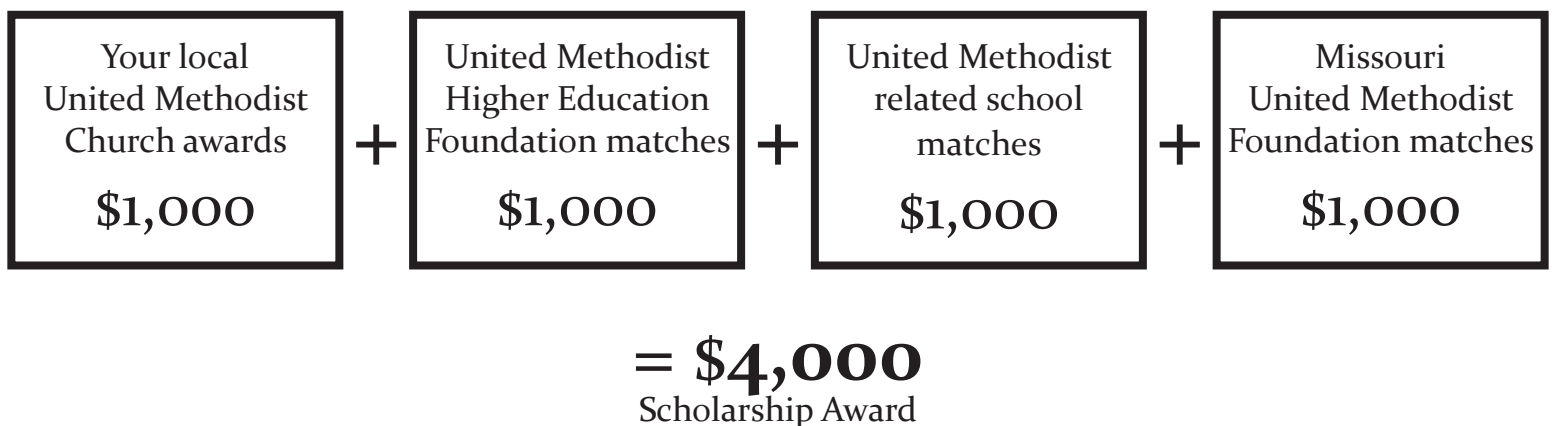 Your local
United Methodist
Church awards
$1,000
+
United Methodist
Higher Education
Foundation matches
$1,000
+
United Methodist
related school
matches
$1,000
+
Missouri
United Methodist
Foundation matches
$1,000
= $4,000
Scholarship Award